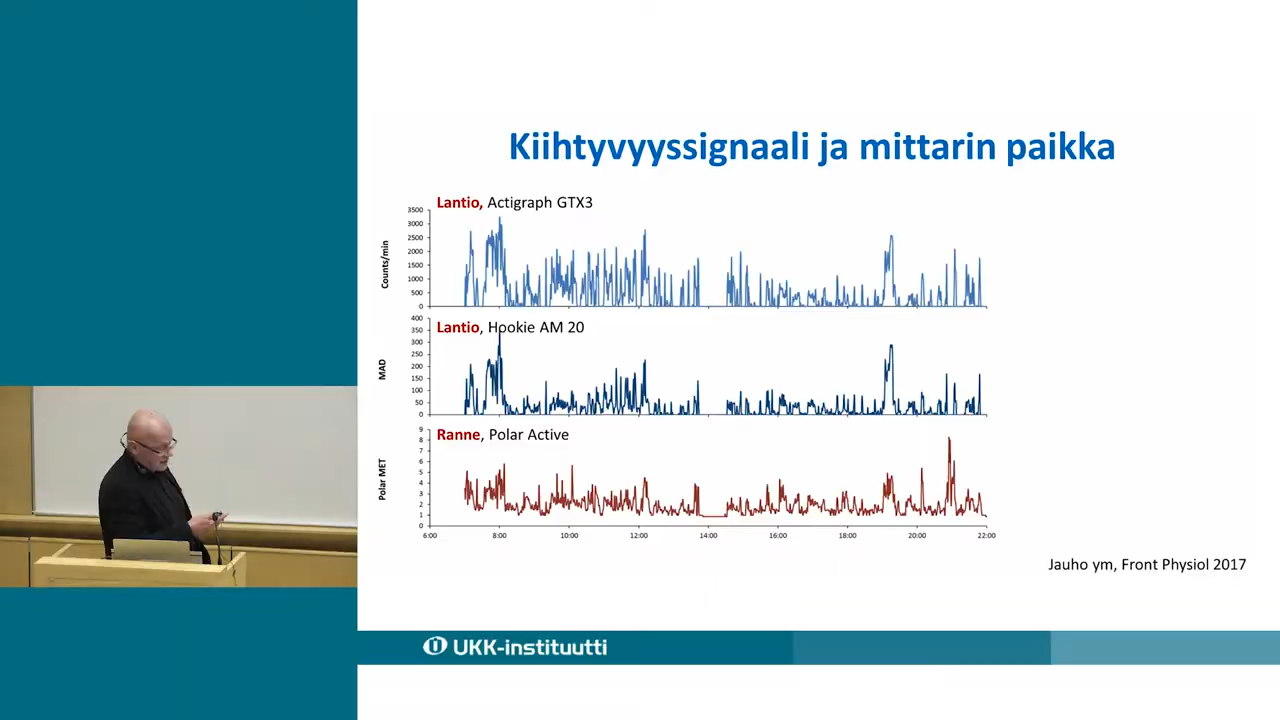 Kiihtyvyyssignaali ja mittarin paikka
Lantio, Actigraph GTX3
Counts/min
3500
3000
2500
2000
1500
1000
500
0
Lantio, Hookie AM 20
MAD
400
350
300
250
200
150
100
50
0
Ranne, Polar Active
Polar MET
9
8
7
6
5
4
3
2
1
0
6:00 8:00 10:00 12:00 14:00 16:00 18:00 20:00 22:00
Jauho ym, Front Physiol 2017
UKK-instituutti